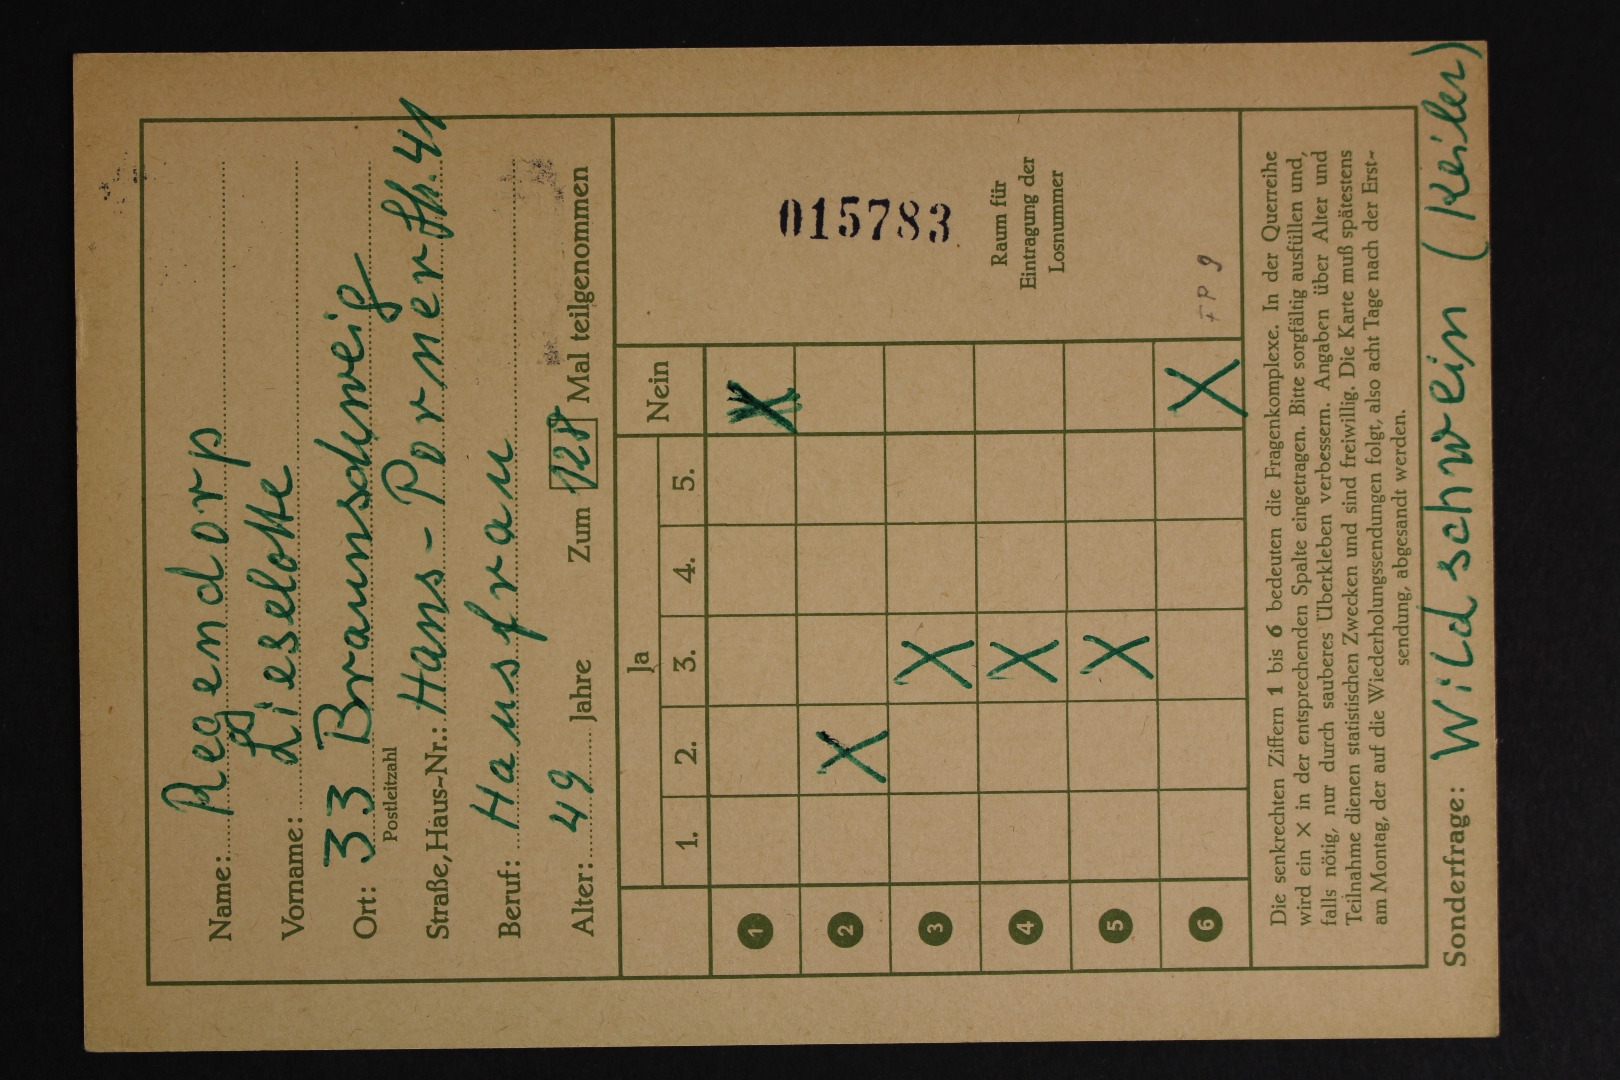 Name: Regendorp
Vorname: Lieselotte
Ort: 33 Braunschweig
Postleitzahl
Straße, Haus-Nr.: Hans-Pornerstr. 41
Beruf: Hausfrau
Alter: 49 Jahre Zum 128 Mal teilgenommen
Ja Nein
1. 2. 3. 4. 5.
1 X
2 X
3 X
4 X
5 X
6 X
015783
Raum für
Eintragung der
Losnummer
FP 9
Die senkrechten Ziffern 1 bis 6 bedeuten die Fragenkomplexe. In der Querreihe
wird ein X in der entsprechenden Spalte eingetragen. Bitte sorgfältig ausfüllen und,
falls nötig, nur durch sauberes Überkleben verbessern. Angaben über Alter und
Teilnahme dienen statistischen Zwecken und sind freiwillig. Die Karte muß spätestens
am Montag, der auf die Wiederholungssendungen folgt, also acht Tage nach der Erst-
sendung, abgesandt werden.
Sonderfrage: Wildschwein (Keiler)